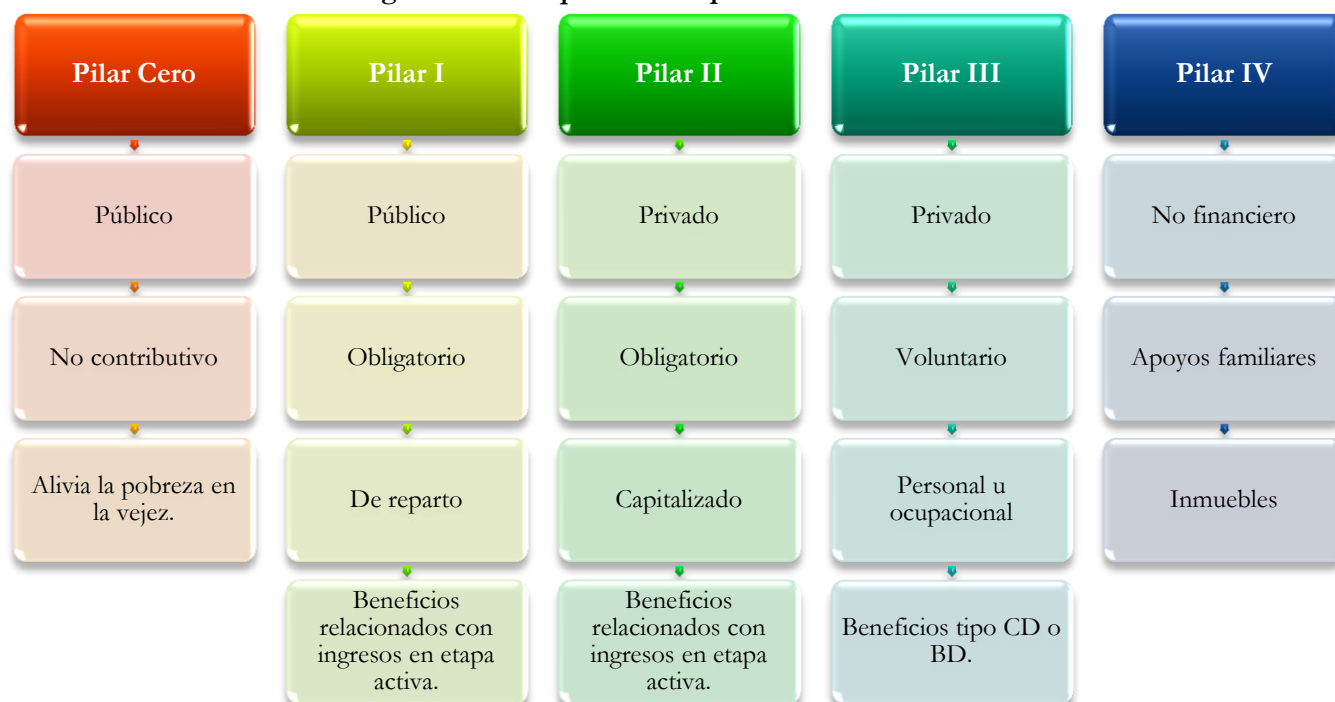 Pilar Cero
Público
No contributivo
Alivia la pobreza en
la vejez.
Pilar I
Público
Obligatorio
De reparto
Beneficios
relacionados con
ingresos en etapa
activa.
Pilar II
Privado
Obligatorio
Capitalizado
Beneficios
relacionados con
ingresos en etapa
activa.
Pilar III
Privado
Voluntario
Personal u
ocupacional
Beneficios tipo CD o
BD.
Pilar IV
No financiero
Apoyos familiares
Inmuebles